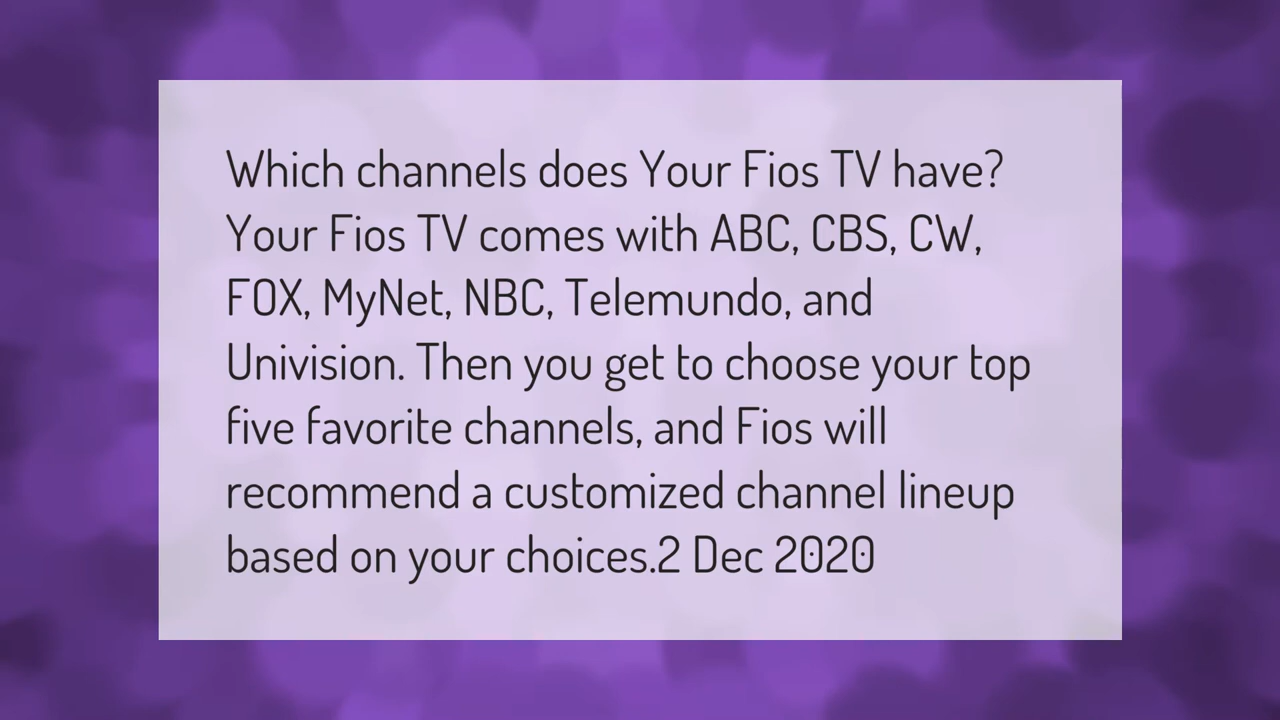 Which channels does Your Fios TV have?
Your Fios TV comes with ABC, CBS, CW,
FOX, MyNet, NBC, Telemundo, and
Univision. Then you get to choose your top
five favorite channels, and Fios will
recommend a customized channel lineup
based on your choices.2 Dec 2020